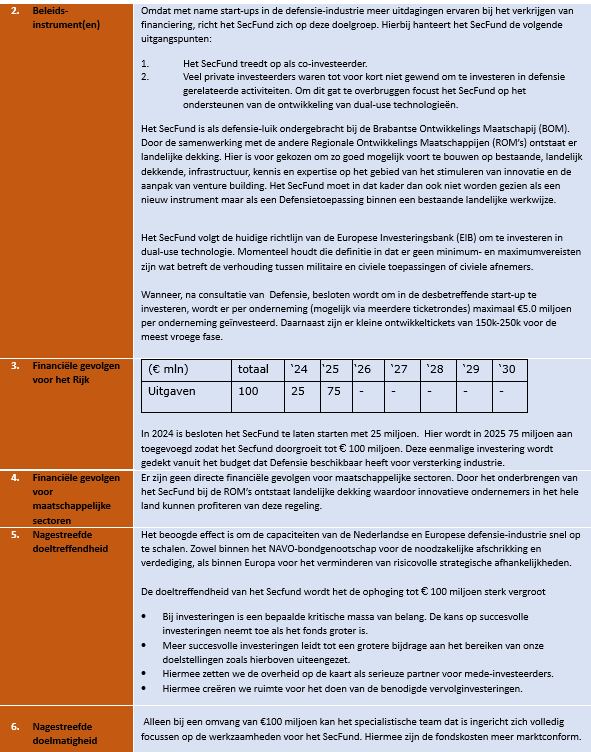 2. Beleids-
instrument(en)
Omdat met name start-ups in de defensie-industrie meer uitdagingen ervaren bij het verkrijgen van
financiering, richt het SecFund zich op deze doelgroep. Hierbij hanteert het SecFund de volgende
uitgangspunten:
1. Het SecFund treedt op als co-investeerder.
2. Veel private investeerders waren tot voor kort niet gewend om te investeren in defensie
gerelateerde activiteiten. Om dit gat te overbruggen focust het SecFund op het
ondersteunen van de ontwikkeling van dual-use technologieën.
Het SecFund is als defensie-luik ondergebracht bij de Brabantse Ontwikkelings Maatschapij (BOM).
Door de samenwerking met de andere Regionale Ontwikkelings Maatschappijen (ROM's) ontstaat er
landelijke dekking. Hier is voor gekozen om zo goed mogelijk voort te bouwen op bestaande, landelijk
dekkende, infrastructuur, kennis en expertise op het gebied van het stimuleren van innovatie en de
aanpak van venture building. Het SecFund moet in dat kader dan ook niet worden gezien als een
nieuw instrument maar als een Defensietoepassing binnen een bestaande landelijke werkwijze.
Het SecFund volgt de huidige richtlijn van de Europese Investeringsbank (EIB) om te investeren in
dual-use technologie. Momenteel houdt die definitie in dat er geen minimum- en maximumvereisten
zijn wat betreft de verhouding tussen militaire en civiele toepassingen of civiele afnemers.
Wanneer, na consultatie van Defensie, besloten wordt om in de desbetreffende start-up te
investeren, wordt er per onderneming (mogelijk via meerdere ticketrondes) maximaal €5.0 miljoen
per onderneming geïnvesteerd. Daarnaast zijn er kleine ontwikkeltickets van 150k-250k voor de
meest vroege fase.
3. Financiële gevolgen
voor het Rijk
(€ mln) totaal '24 '25 '26 '27 '28 '29 '30
Uitgaven 100 25 75 - - - - -
In 2024 is besloten het SecFund te laten starten met 25 miljoen. Hier wordt in 2025 75 miljoen aan
toegevoegd zodat het Secfund doorgroeit tot € 100 miljoen. Deze eenmalige investering wordt
gedekt vanuit het budget dat Defensie beschikbaar heeft voor versterking industrie.
4. Financiële gevolgen
voor
maatschappelijke
sectoren
Er zijn geen directe financiële gevolgen voor maatschappelijke sectoren. Door het onderbrengen van
het SecFund bij de ROM's ontstaat landelijke dekking waardoor innovatieve ondernemers in het hele
land kunnen profiteren van deze regeling.
5. Nagestreefde
doeltreffendheid
Het beoogde effect is om de capaciteiten van de Nederlandse en Europese defensie-industrie snel op
te schalen. Zowel binnen het NAVO-bondgenootschap voor de noodzakelijke afschrikking en
verdediging, als binnen Europa voor het verminderen van risicovolle strategische afhankelijkheden.
De doeltreffendheid van het Secfund wordt het de ophoging tot € 100 miljoen sterk vergroot
• Bij investeringen is een bepaalde kritische massa van belang. De kans op succesvolle
investeringen neemt toe als het fonds groter is.
• Meer succesvolle investeringen leidt tot een grotere bijdrage aan het bereiken van onze
doelstellingen zoals hierboven uiteengezet.
• Hiermee zetten we de overheid op de kaart als serieuze partner voor mede-investeerders.
• Hiermee creëren we ruimte voor het doen van de benodigde vervolginvesteringen.
6. Nagestreefde
doelmatigheid
Alleen bij een omvang van €100 miljoen kan het specialistische team dat is ingericht zich volledig
focussen op de werkzaamheden voor het SecFund. Hiermee zijn de fondskosten meer marktconform.